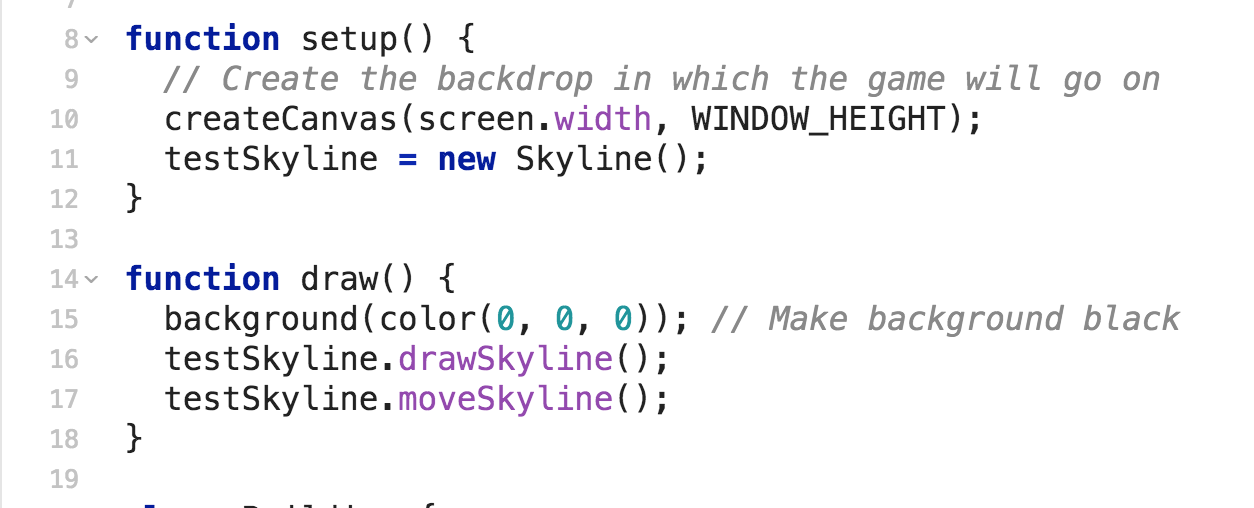 8 function setup() {
9 // Create the backdrop in which the game will go on
10 createCanvas(screen.width, WINDOW_HEIGHT);
11 testSkyline = new Skyline();
12 }
13
14 function draw() {
15 background(color(0, 0, 0)); // Make background black
16 testSkyline.drawSkyline();
17 testSkyline.moveSkyline();
18 }
19